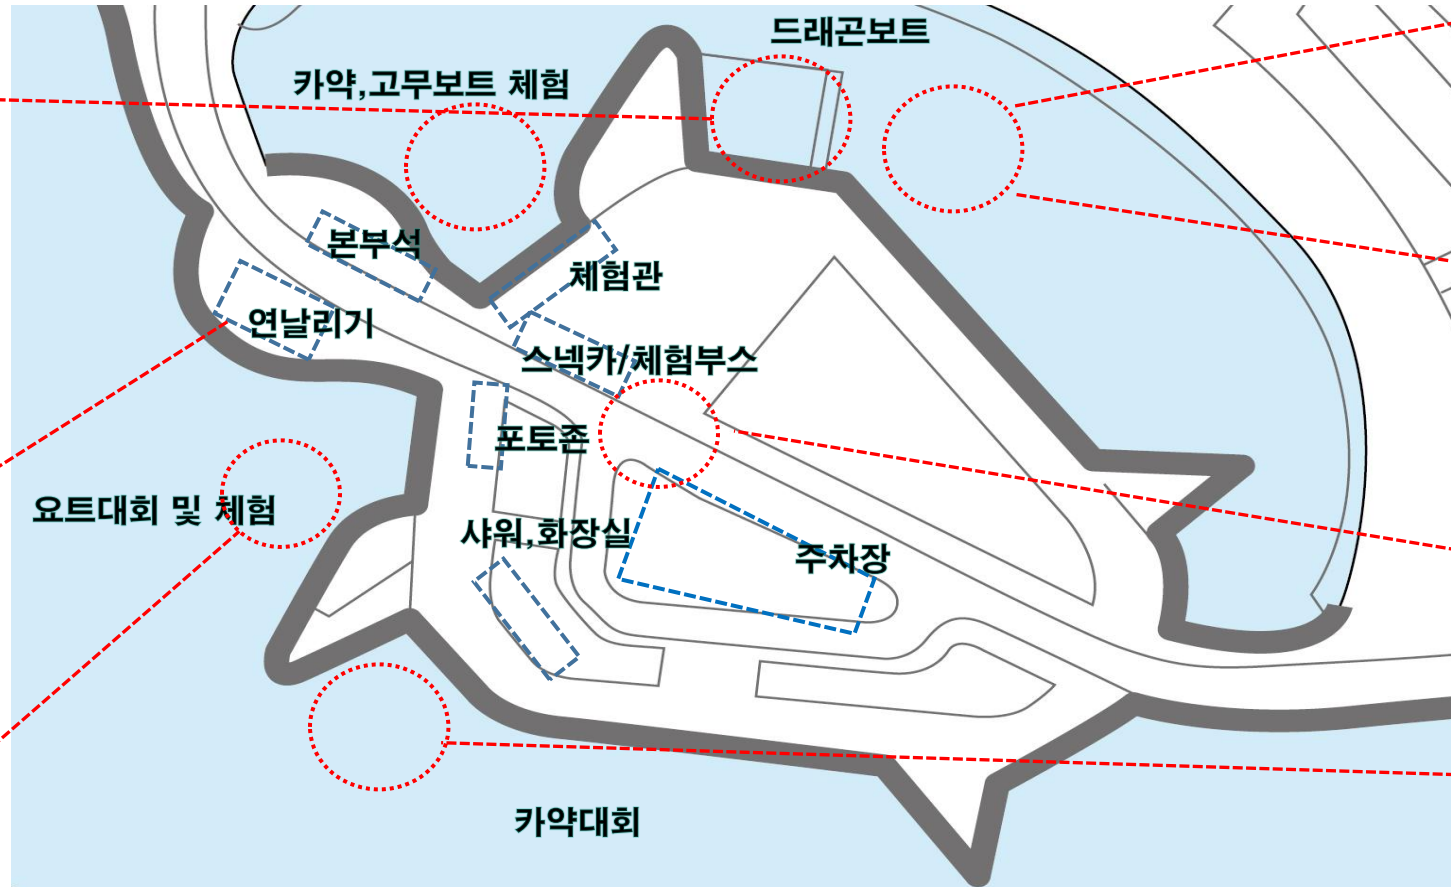 드래곤보트
카약,고무보트 체험
본부석
체험관
연날리기
스넥카/체험부스
포토존
요트대회 및 체험
샤워,화장실
주차장
카약대회